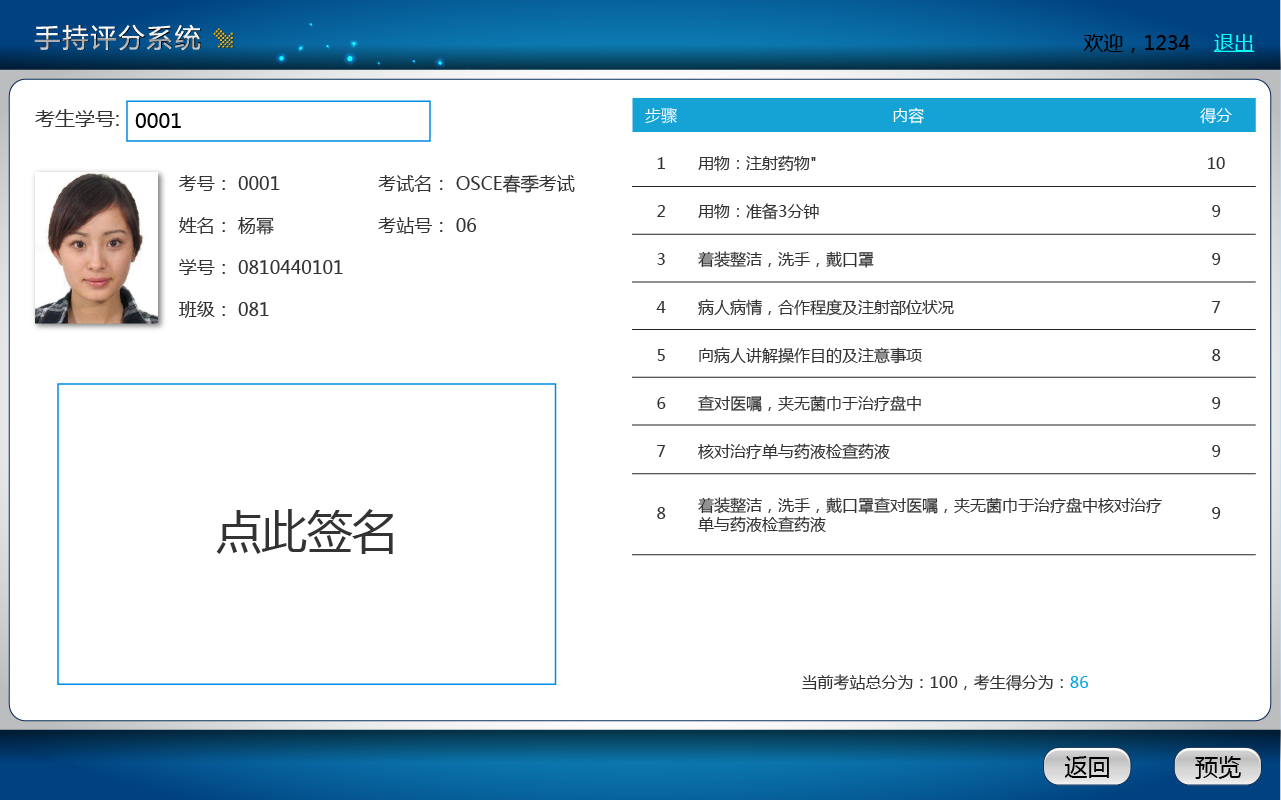 手持评分系统
欢迎，1234 退出
考生学号: 0001
考号： 0001 考试名： OSCE春季考试
姓名： 杨幂 考站号： 06
学号： 0810440101
班级： 081
点此签名
步骤 内容 得分
1 用物：注射药物" 10
2 用物：准备3分钟 9
3 着装整洁，洗手，戴口罩 9
4 病人病情，合作程度及注射部位状况 7
5 向病人讲解操作目的及注意事项 8
6 查对医嘱，夹无菌巾于治疗盘中 9
7 核对治疗单与药液检查药液 9
8 着装整洁，洗手，戴口罩查对医嘱，夹无菌巾于治疗盘中核对治疗 9
单与药液检查药液
当前考站总分为：100，考生得分为：86
返回 预览